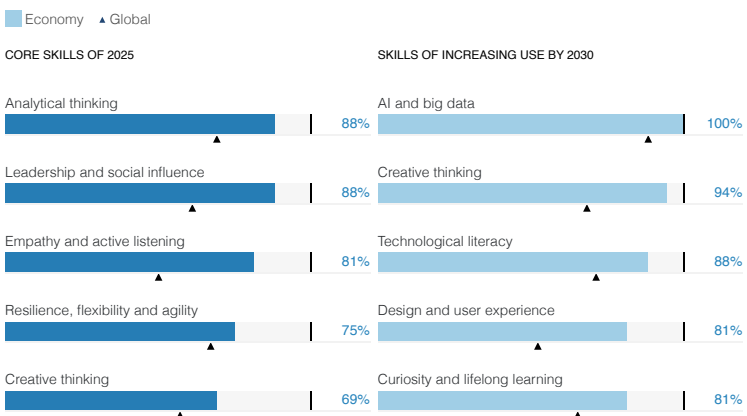 Economy Global
CORE SKILLS OF 2025
Analytical thinking
88%
Leadership and social influence
88%
Empathy and active listening
81%
Resilience, flexibility and agility
75%
Creative thinking
69%
SKILLS OF INCREASING USE BY 2030
AI and big data
100%
Creative thinking
94%
Technological literacy
88%
Design and user experience
81%
Curiosity and lifelong learning
81%